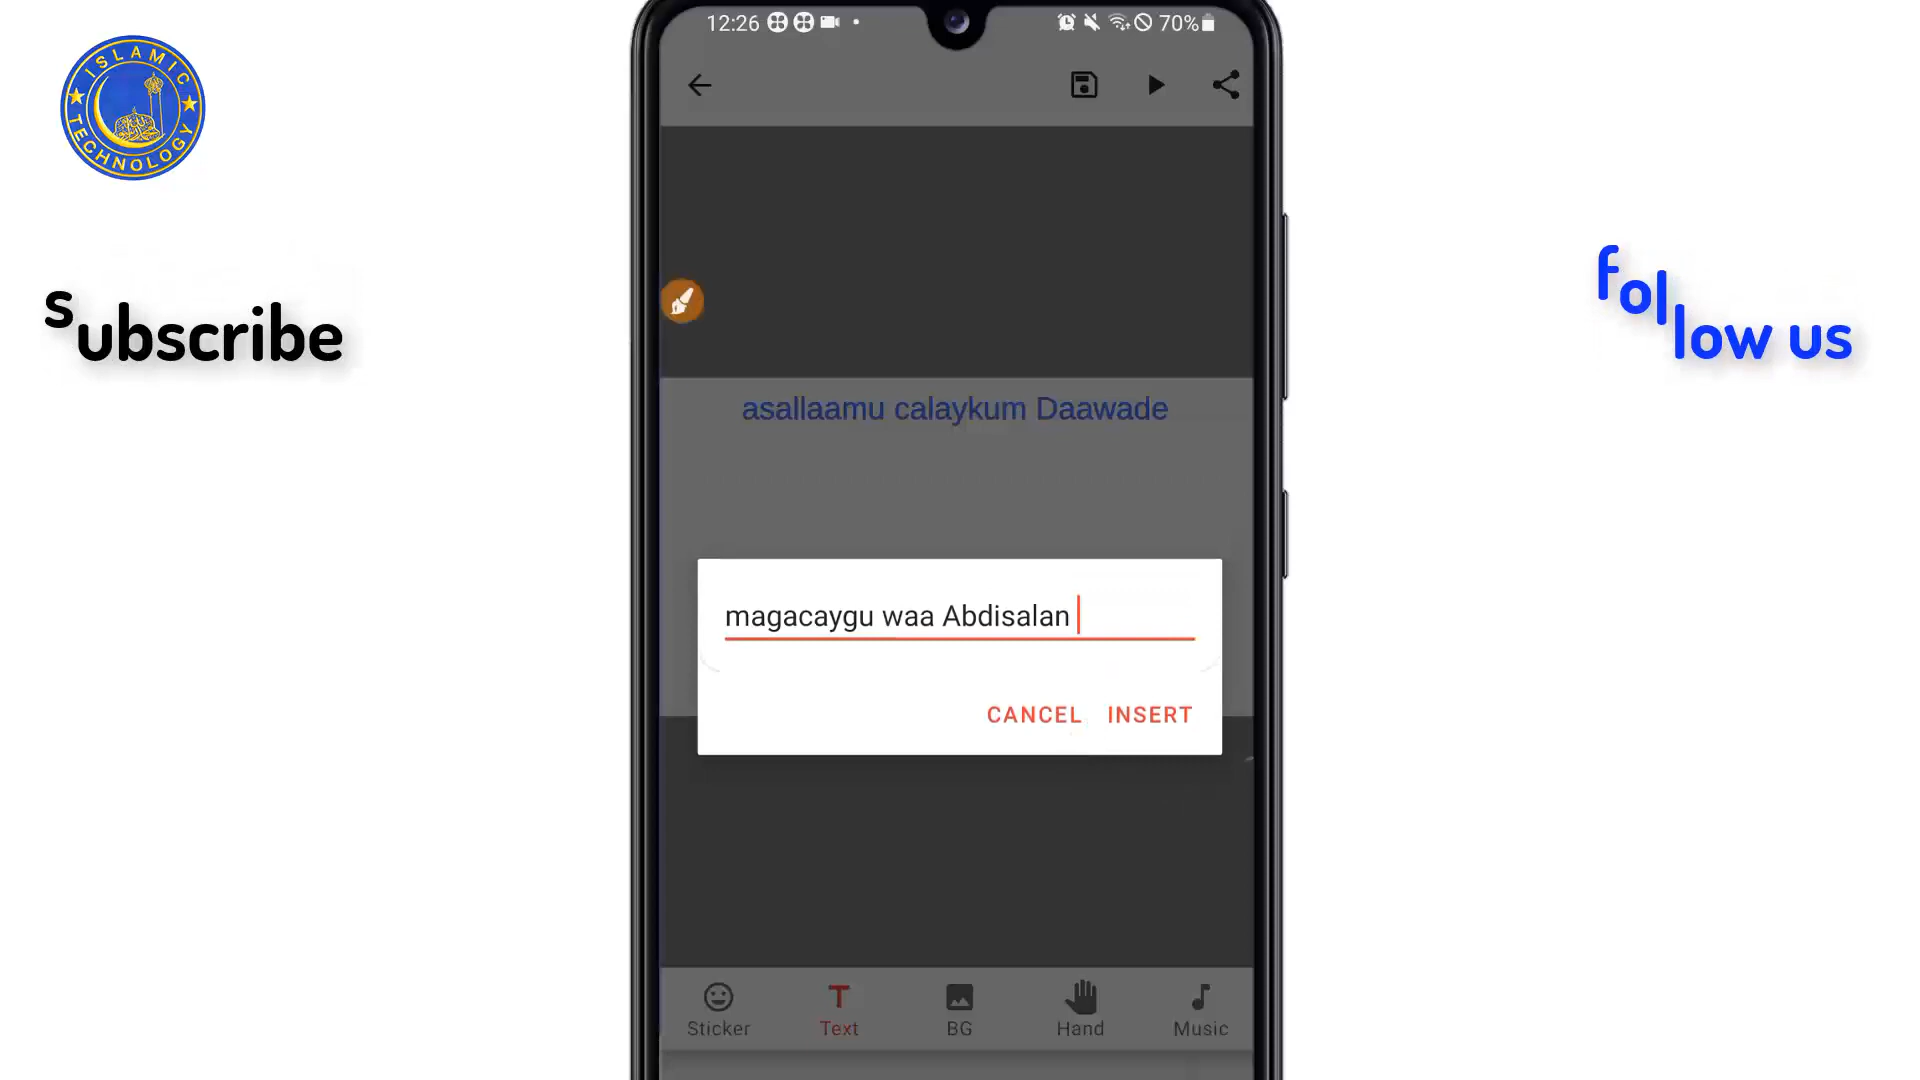 ISLAMIC
TECHNOLOGY
subscribe
follow us
12:26
70%
asallaamu calaykum Daawade
magacaygu waa Abdisalan
CANCEL INSERT
Sticker Text BG Hand Music